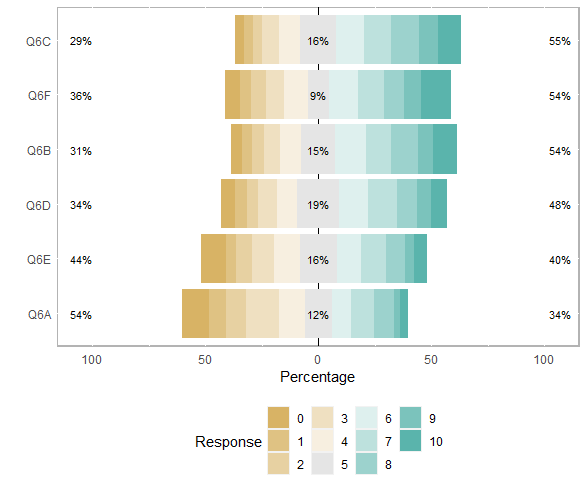 Q6C 29% 16% 55%
Q6F 36% 9% 54%
Q6B 31% 15% 54%
Q6D 34% 19% 48%
Q6E 44% 16% 40%
Q6A 54% 12% 34%
100 50 0 50 100
Percentage
Response
0 3 6 9
1 4 7 10
2 5 8